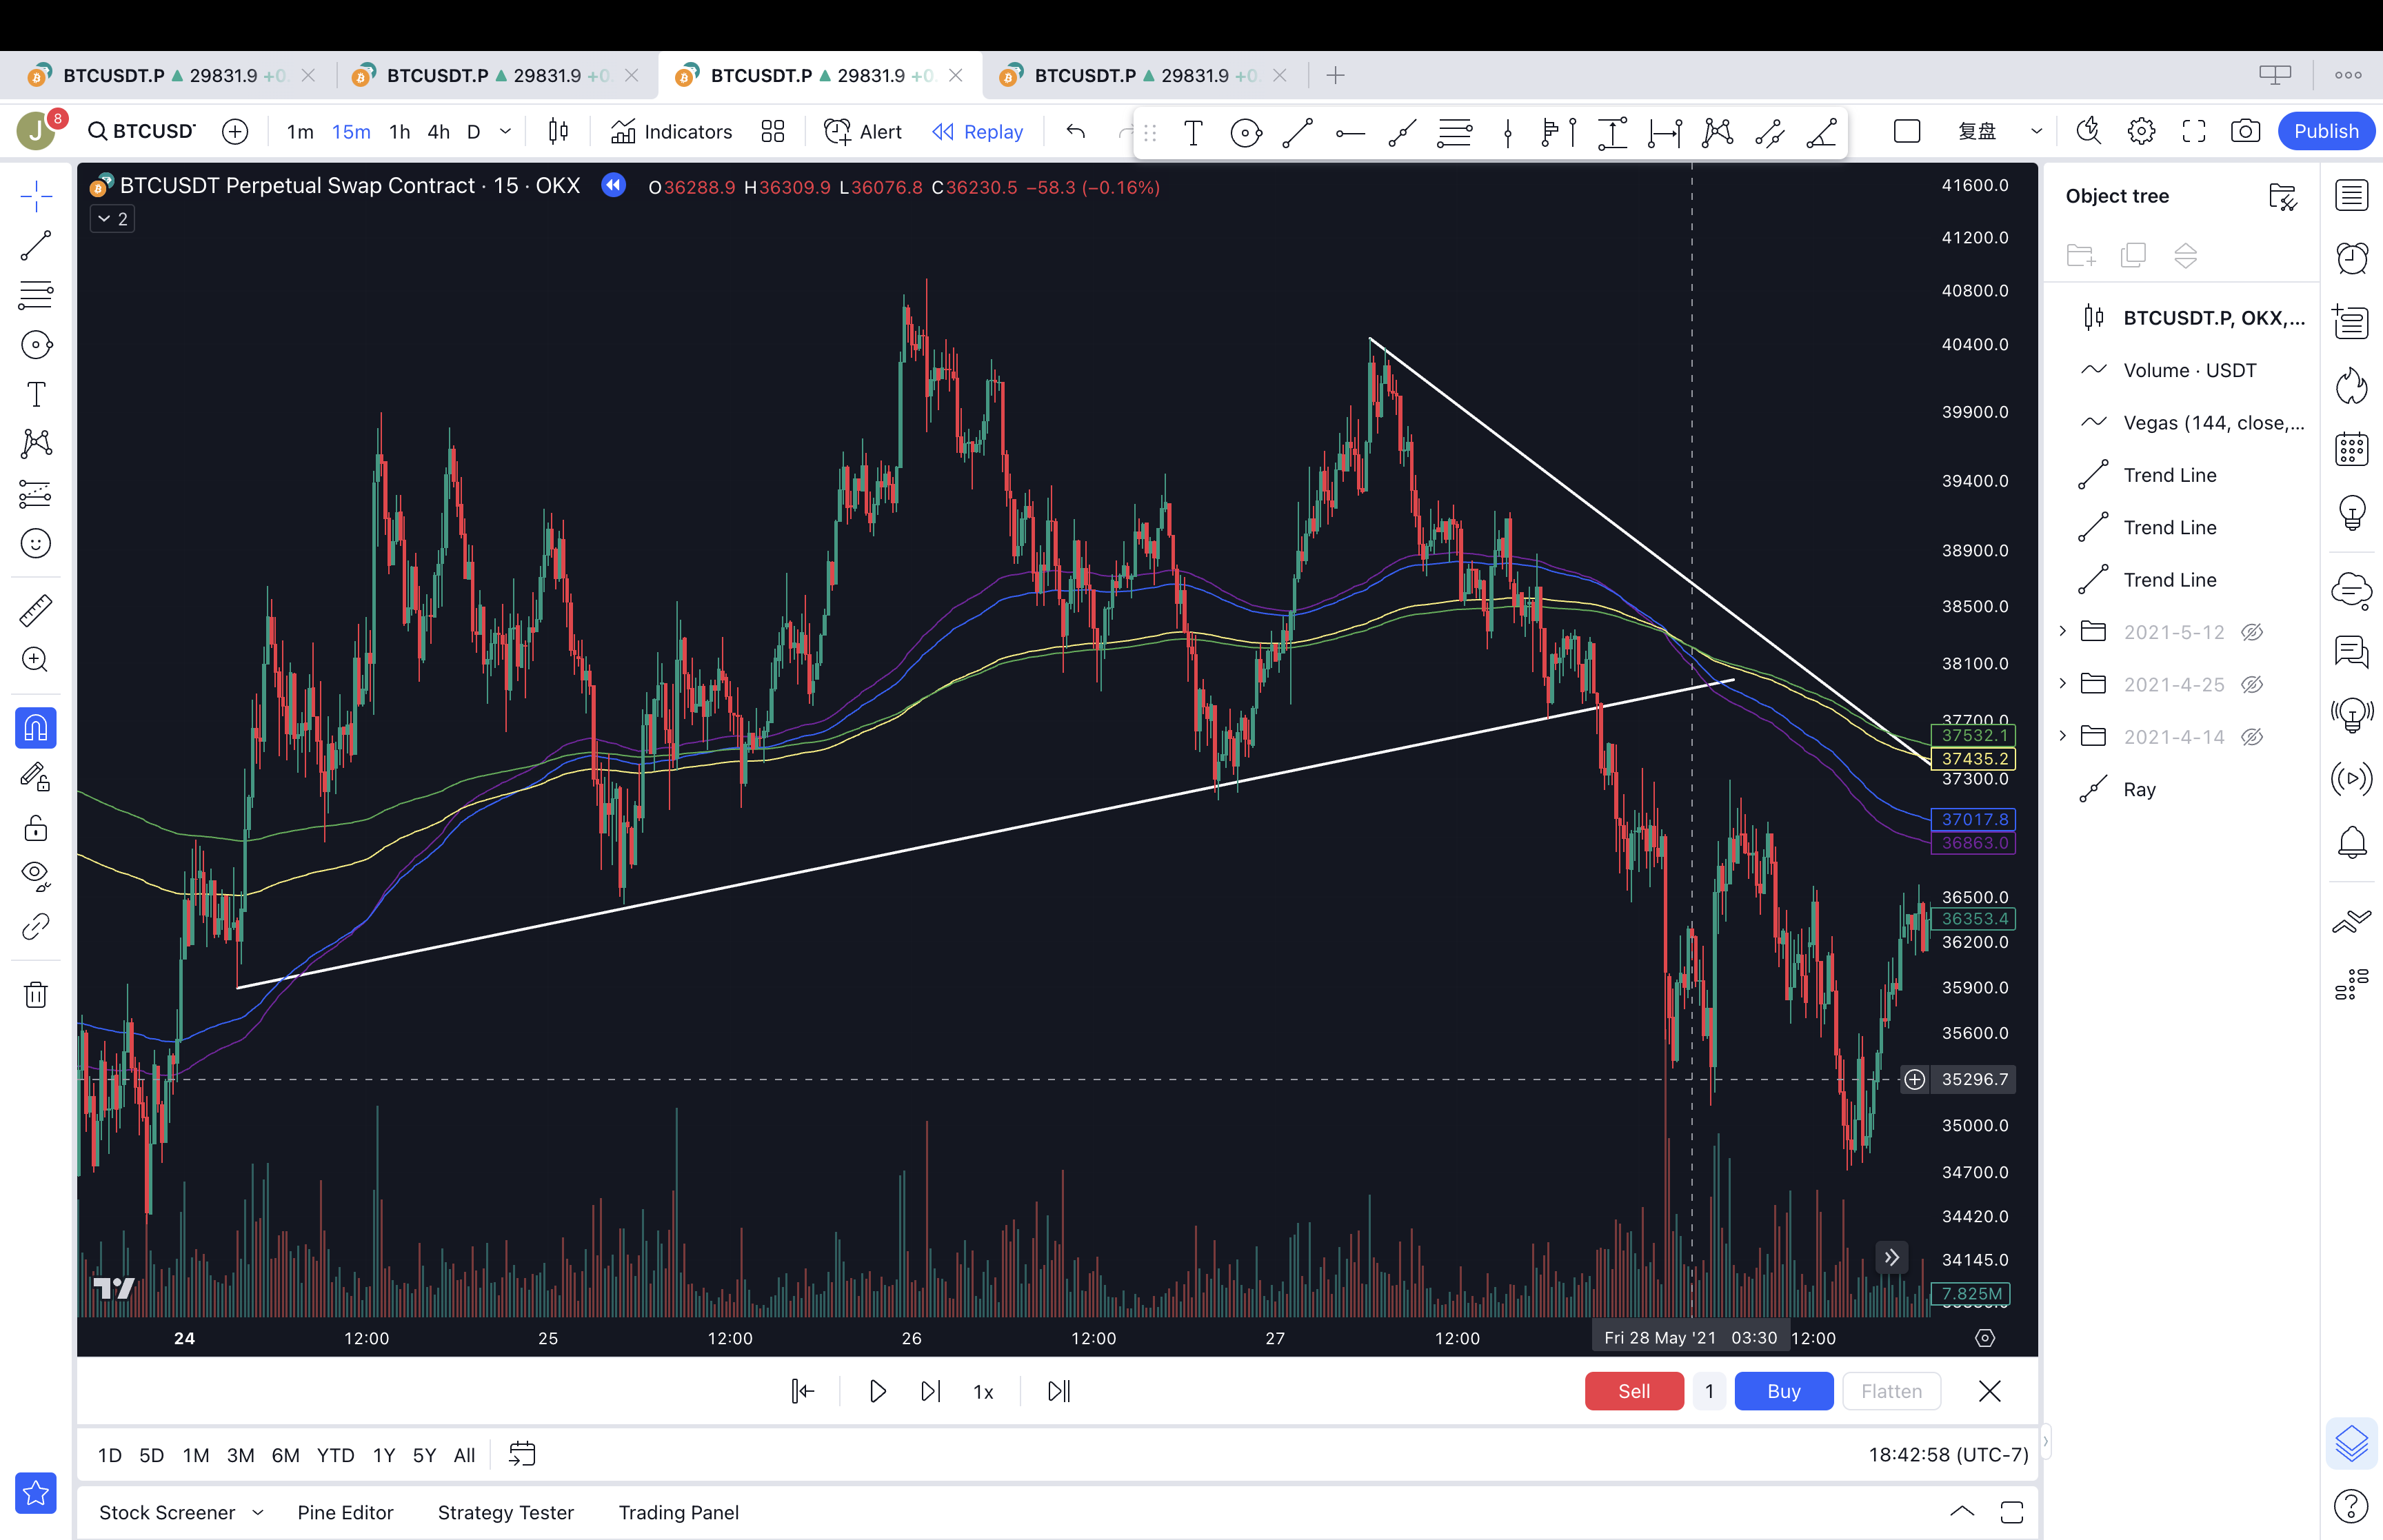 BTCUSDT.P ▲ 29831.9 +0. BTCUSDT.P ▲ 29831.9 +0. BTCUSDT.P ▲ 29831.9 +0. BTCUSDT.P ▲ 29831.9 +0.
J 8 BTCUSD 1m 15m 1h 4h D Indicators Alert Replay 复盘 Publish
BTCUSDT Perpetual Swap Contract · 15 · OKX O36288.9 H36309.9 L36076.8 C36230.5 −58.3 (−0.16%)
2
41600.0
41200.0
40800.0
40400.0
39900.0
39400.0
38900.0
38500.0
38100.0
37700.0
37532.1
37435.2
37300.0
37017.8
36863.0
36500.0
36353.4
36200.0
35900.0
35600.0
35296.7
35000.0
34700.0
34420.0
34145.0
7.825M
24 12:00 25 12:00 26 12:00 27 12:00 Fri 28 May '21 03:30 12:00
Object tree
BTCUSDT.P, OKX,...
Volume · USDT
Vegas (144, close,...
Trend Line
Trend Line
Trend Line
2021-5-12
2021-4-25
2021-4-14
Ray
1x Sell 1 Buy Flatten
1D 5D 1M 3M 6M YTD 1Y 5Y All 18:42:58 (UTC-7)
Stock Screener Pine Editor Strategy Tester Trading Panel